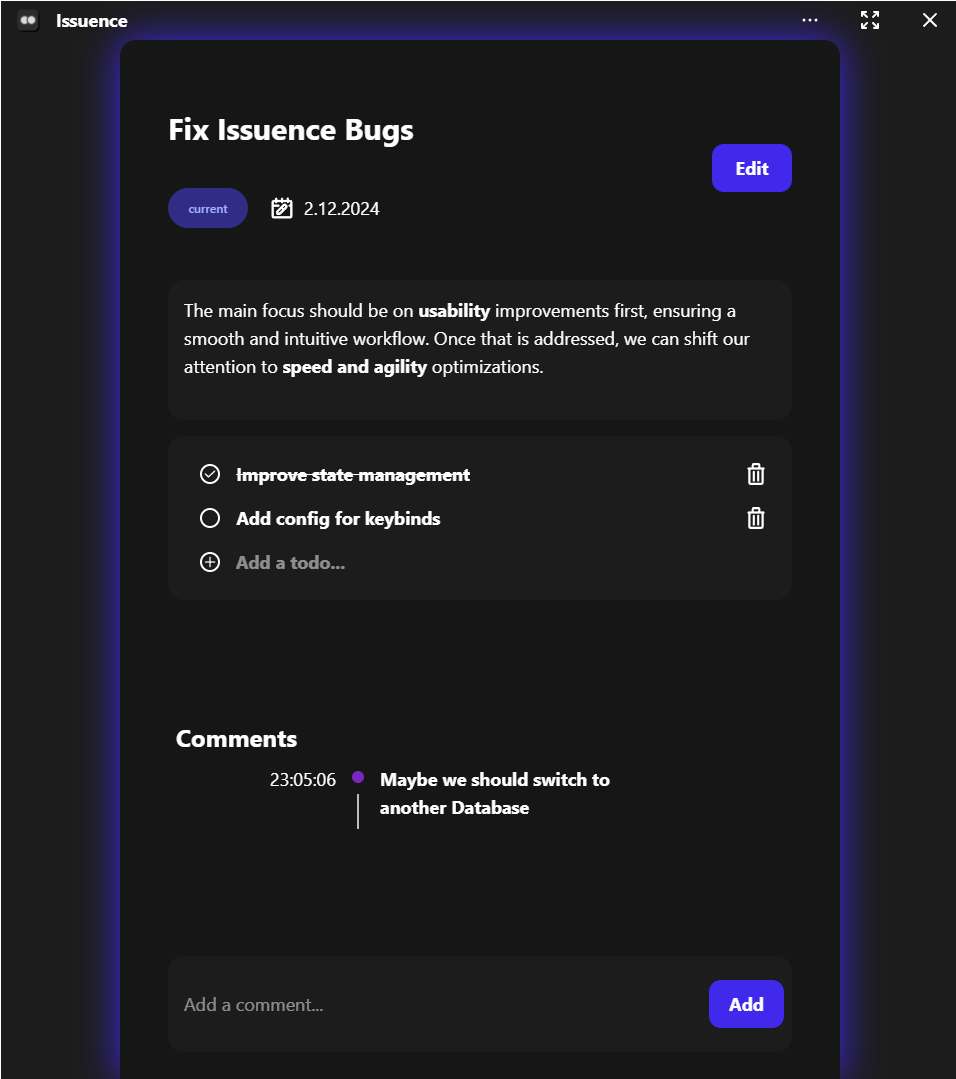 Issuence
Fix Issuence Bugs
Edit
current
2.12.2024
The main focus should be on usability improvements first, ensuring a
smooth and intuitive workflow. Once that is addressed, we can shift our
attention to speed and agility optimizations.
Improve state management
Add config for keybinds
Add a todo...
Comments
23:05:06
Maybe we should switch to
another Database
Add a comment...
Add